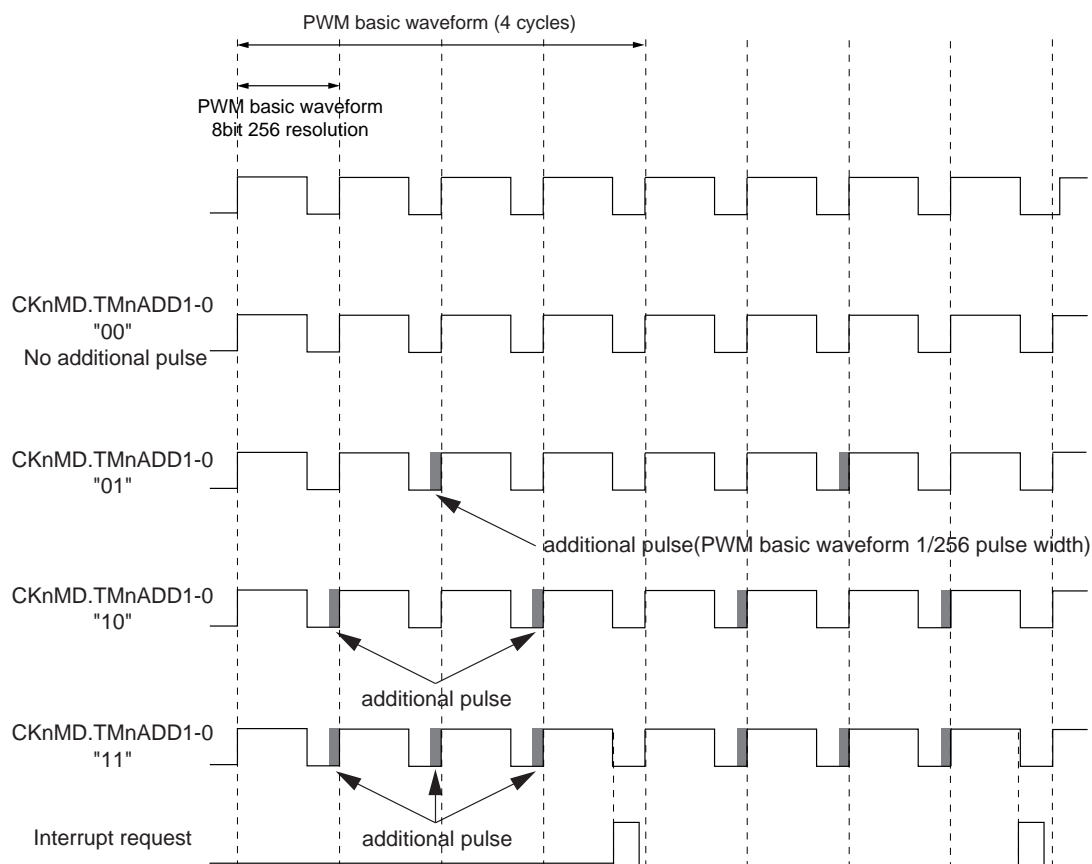 PWM basic waveform (4 cycles)
PWM basic waveform
8bit 256 resolution
CKnMD.TMnADD1-0
"00"
No additional pulse
CKnMD.TMnADD1-0
"01"
additional pulse(PWM basic waveform 1/256 pulse width)
CKnMD.TMnADD1-0
"10"
additional pulse
CKnMD.TMnADD1-0
"11"
additional pulse
Interrupt request